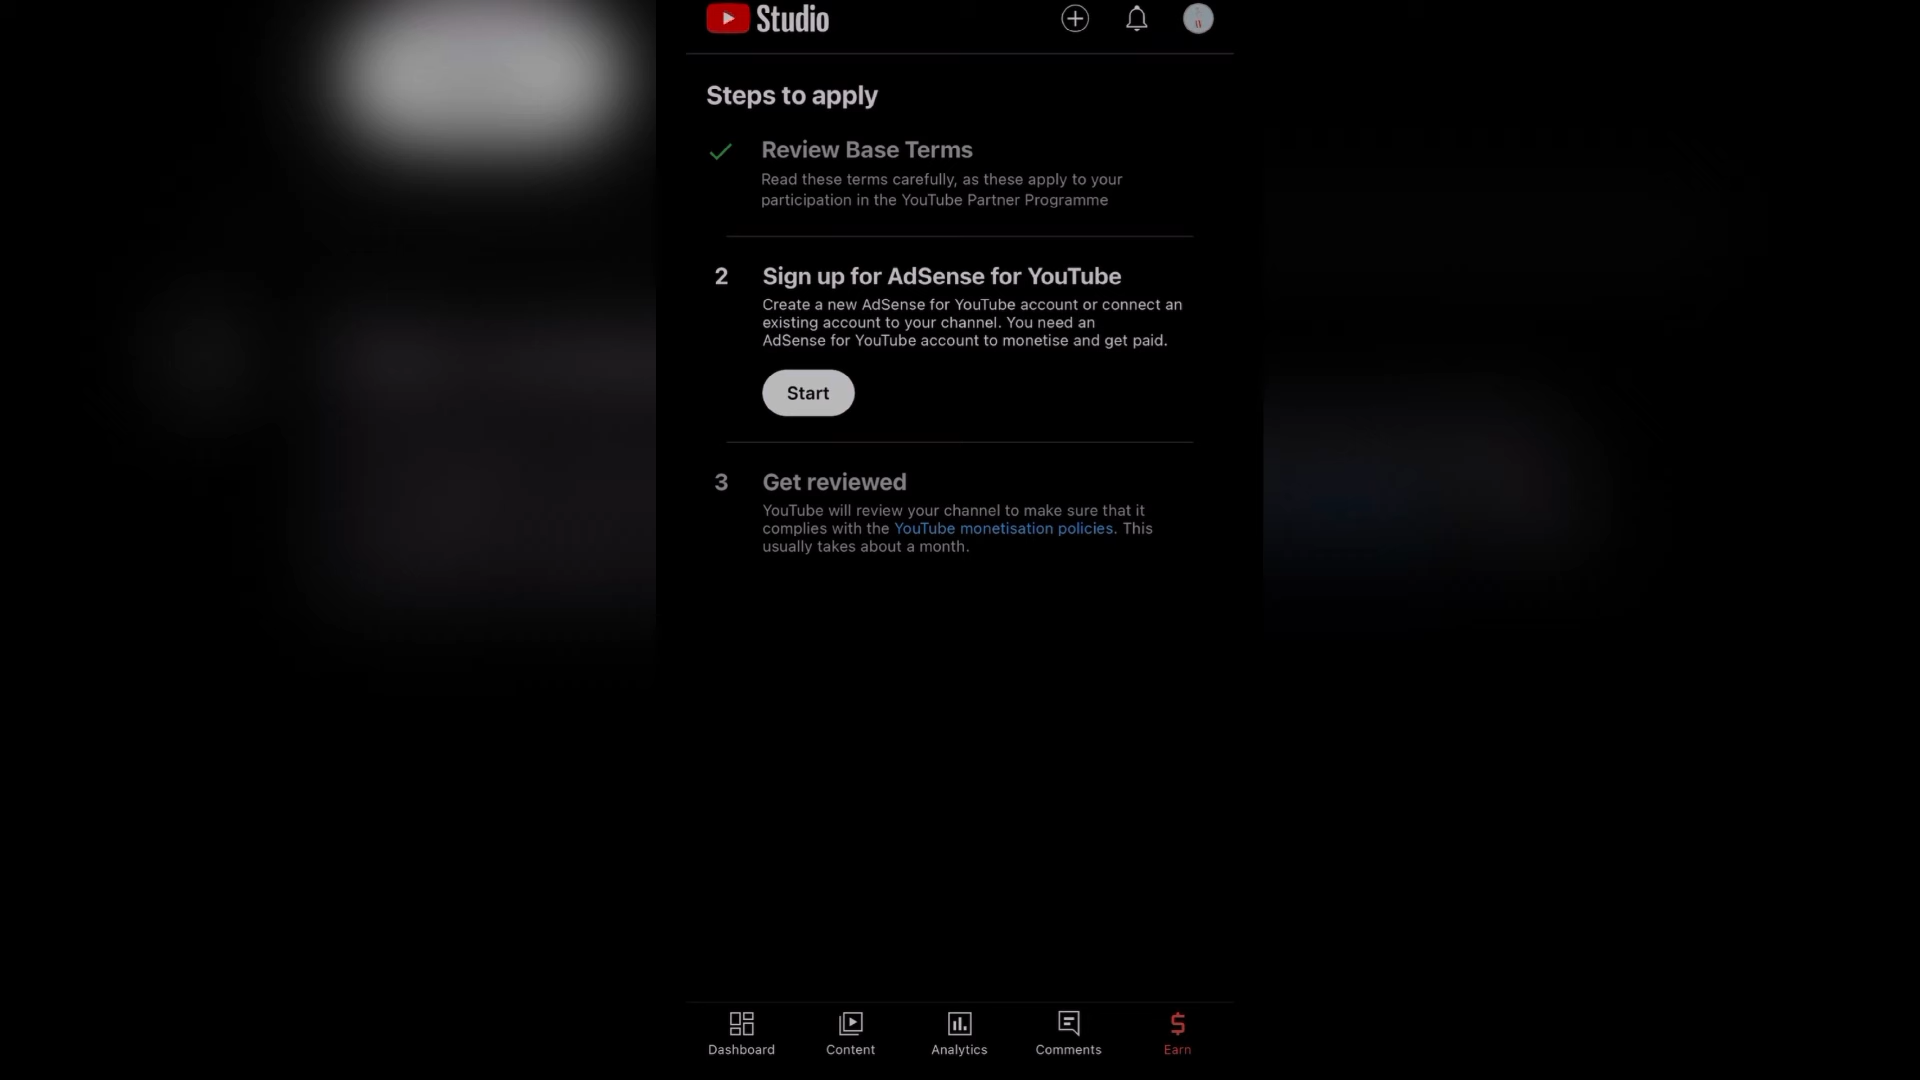 Studio
Steps to apply
Review Base Terms
Read these terms carefully, as these apply to your
participation in the YouTube Partner Programme
2 Sign up for AdSense for YouTube
Create a new AdSense for YouTube account or connect an
existing account to your channel. You need an
AdSense for YouTube account to monetise and get paid.
Start
3 Get reviewed
YouTube will review your channel to make sure that it
complies with the YouTube monetisation policies. This
usually takes about a month.
Dashboard Content Analytics Comments Earn